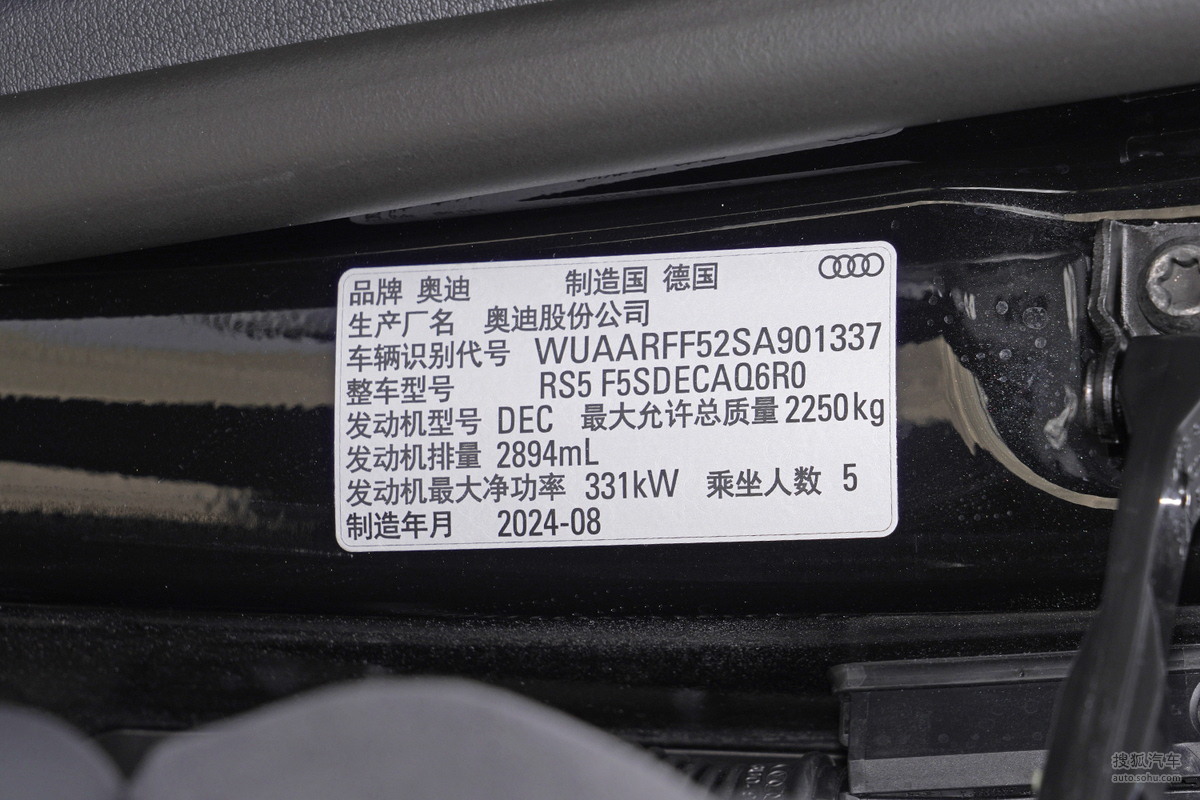 品牌 奥迪 制造国 德国
生产厂名 奥迪股份公司
车辆识别代号 WUAARFF52SA901337
整车型号 RS5 F5SDECAQ6R0
发动机型号 DEC 最大允许总质量 2250kg
发动机排量 2894mL
发动机最大净功率 331kW 乘坐人数 5
制造年月 2024-08
搜狐汽车
auto.sohu.com